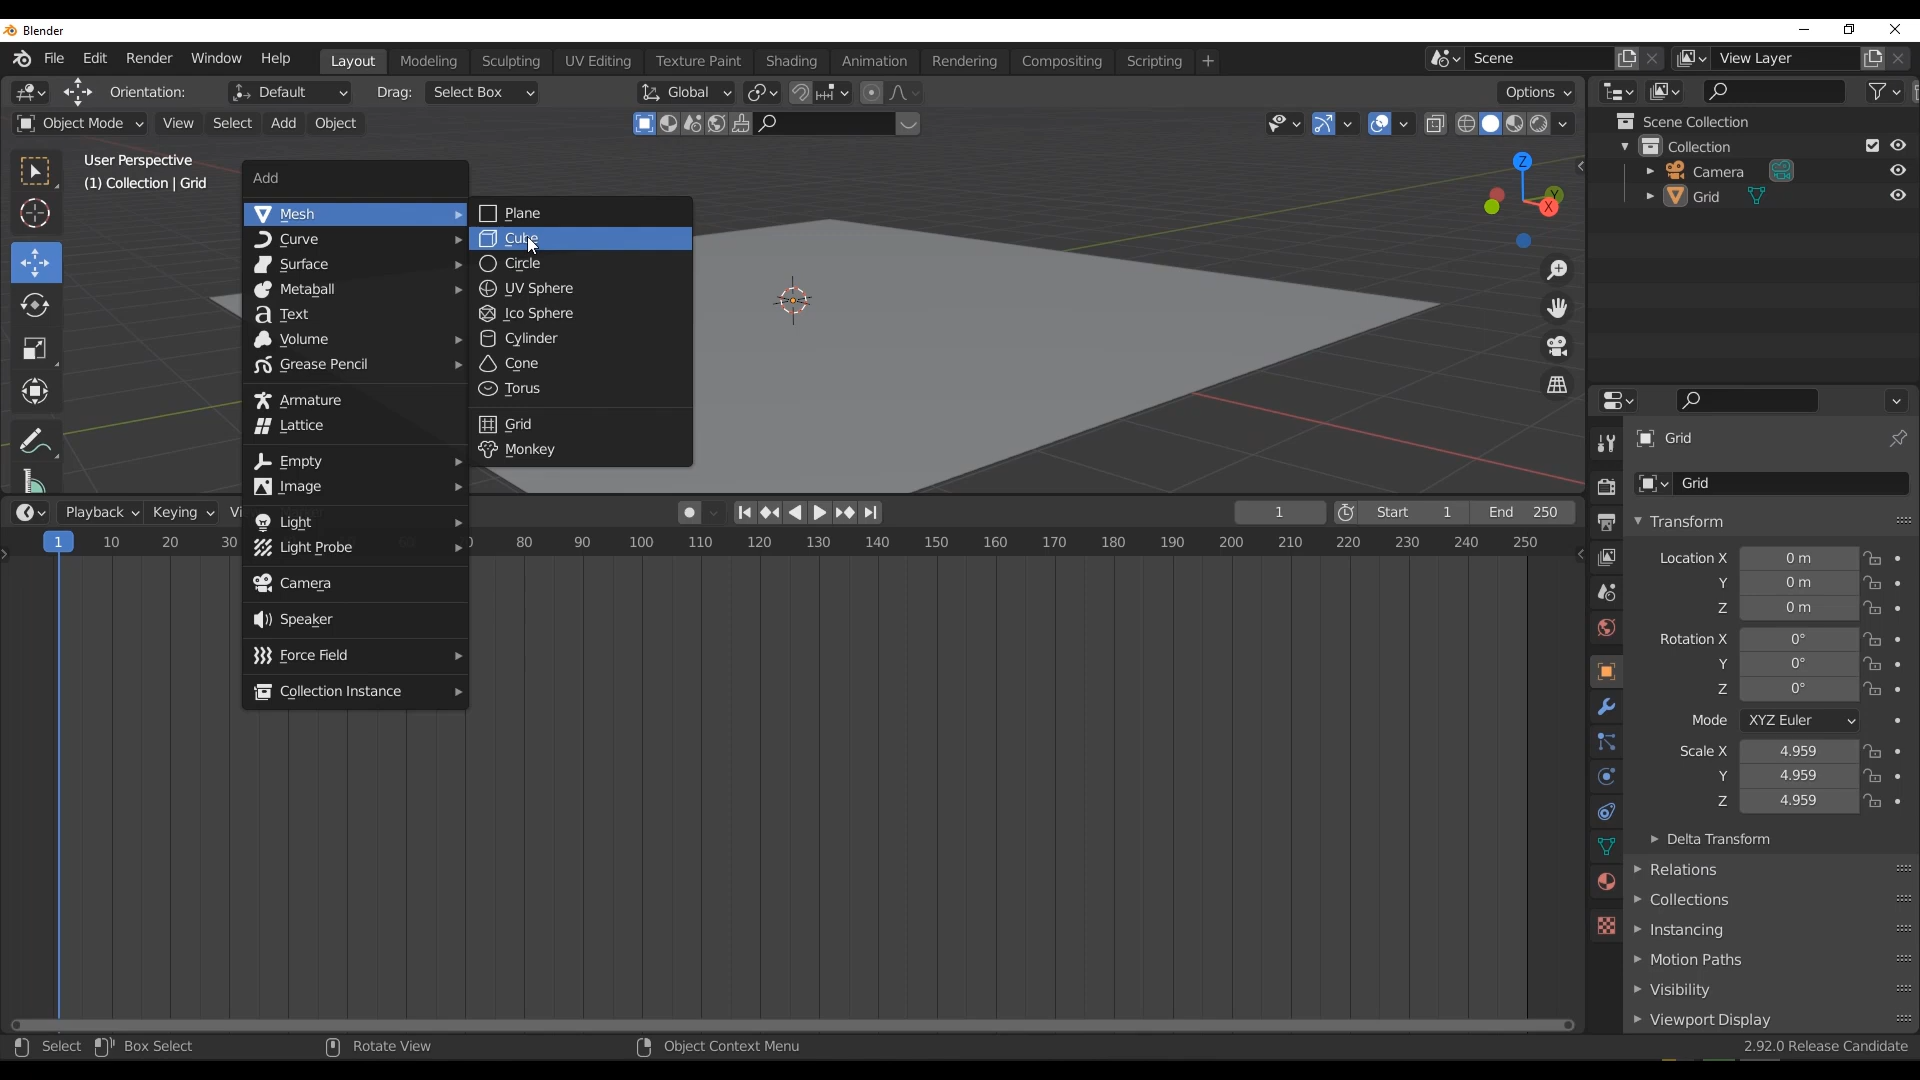 Blender
File Edit Render Window Help Layout Modeling Sculpting UV Editing Texture Paint Shading Animation Rendering Compositing Scripting + Scene View Layer
Orientation: Default Drag: Select Box Global Options
Object Mode View Select Add Object
User Perspective
(1) Collection | Grid
Add
Mesh
Curve
Surface
Metaball
Text
Volume
Grease Pencil
Armature
Lattice
Empty
Image
Light
Light Probe
Camera
Speaker
Force Field
Collection Instance
Plane
Cube
Circle
UV Sphere
Ico Sphere
Cylinder
Cone
Torus
Grid
Monkey
Z
Y
X
Scene Collection
Collection
Camera
Grid
Grid
Grid
Transform
Location X 0 m
Y 0 m
Z 0 m
Rotation X 0°
Y 0°
Z 0°
Mode XYZ Euler
Scale X 4.959
Y 4.959
Z 4.959
Delta Transform
Relations
Collections
Instancing
Motion Paths
Visibility
Viewport Display
Playback Keying 1 Start 1 End 250
1 10 20 30 80 90 100 110 120 130 140 150 160 170 180 190 200 210 220 230 240 250
Select Box Select Rotate View Object Context Menu 2.92.0 Release Candidate